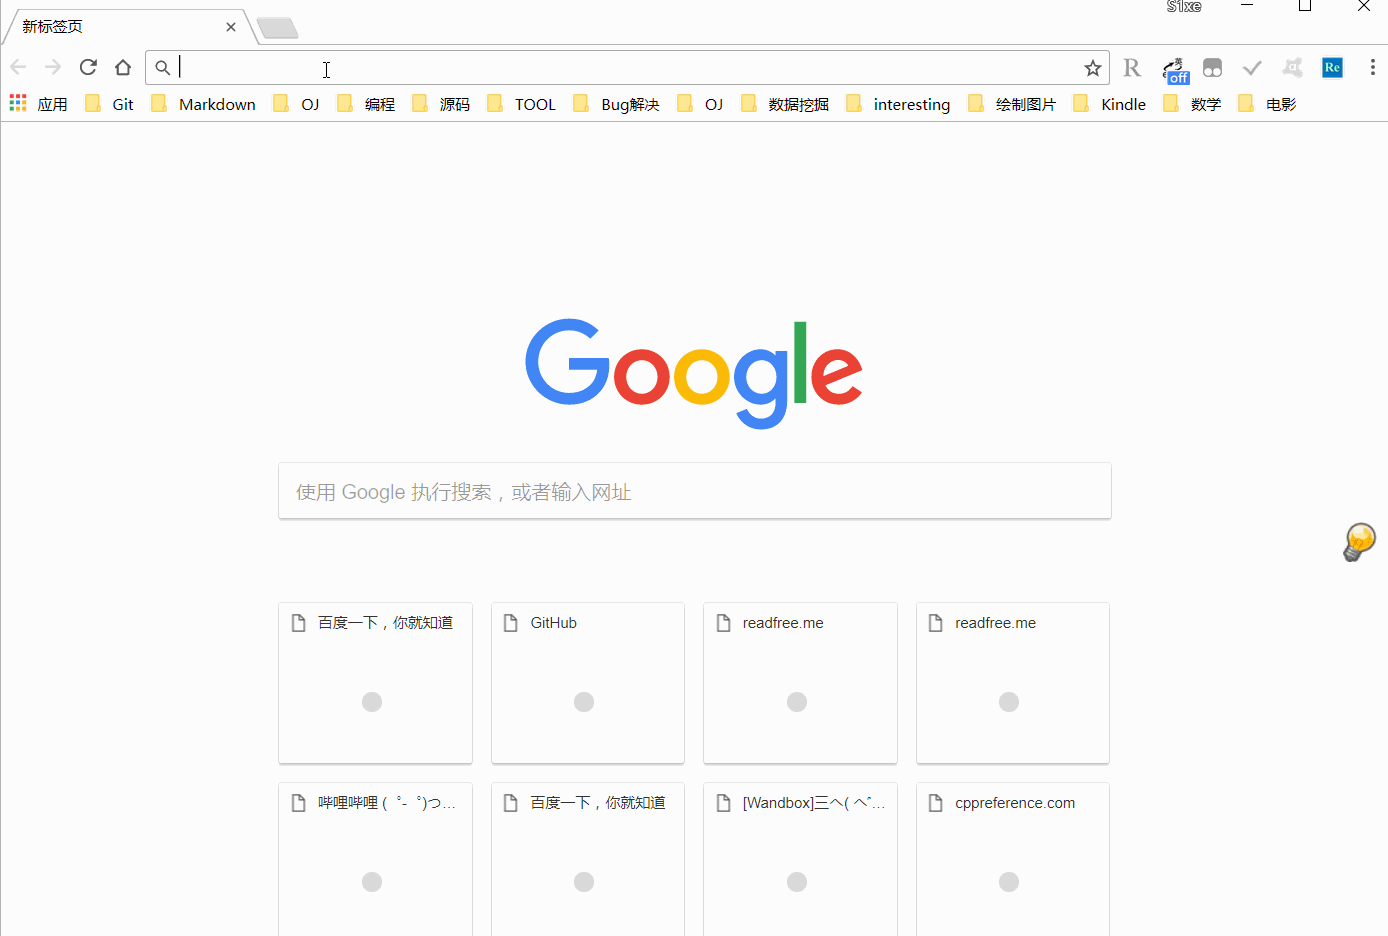 S1xe
新标签页
R off Re
应用 Git Markdown OJ 编程 源码 TOOL Bug解决 OJ 数据挖掘 interesting 绘制图片 Kindle 数学 电影
Google
使用 Google 执行搜索，或者输入网址
百度一下，你就知道 GitHub readfree.me readfree.me
哔哩哔哩 ( ゜- ゜)つ… 百度一下，你就知道 [Wandbox]三へ( へ՞… cppreference.com